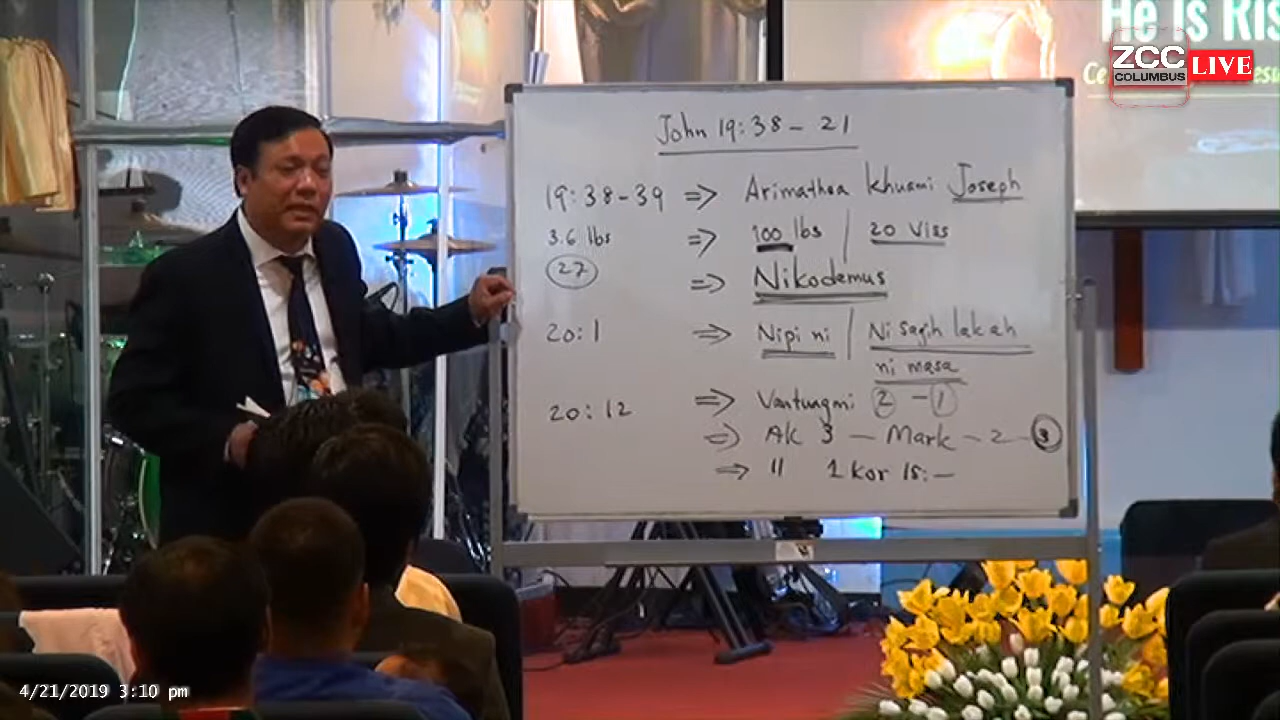 He Is Ris
ZCC
COLUMBUS
LIVE
John 19:38 - 21
19:38-39 => Arimathea khuami Joseph
3.6 lbs => 100 lbs | 20 Viss
27 => Nikodemus
20:1 => Nipi ni | Ni sagih lakah
ni masa
20:12 => Vantungmi 2 - 1
=> AK 3 - Mark - 2 - 3
=> " 1 kor 15:-
4/21/2019 3:10 pm